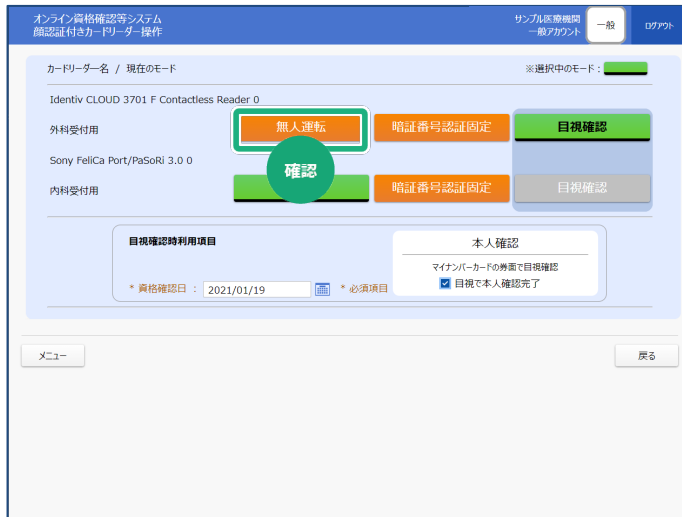 オンライン資格確認等システム
顔認証付きカードリーダー操作
サンプル医療機関
一般アカウント
一般
ログアウト
カードリーダー名 / 現在のモード
※選択中のモード:
Identiv CLOUD 3701 F Contactless Reader 0
外科受付用
無人運転
暗証番号認証固定
目視確認
確認
Sony FeliCa Port/PaSoRi 3.0 0
内科受付用
暗証番号認証固定
目視確認
目視確認時利用項目
* 資格確認日 : 2021/01/19
* 必須項目
本人確認
マイナンバーカードの券面で目視確認
目視で本人確認完了
メニュー
戻る